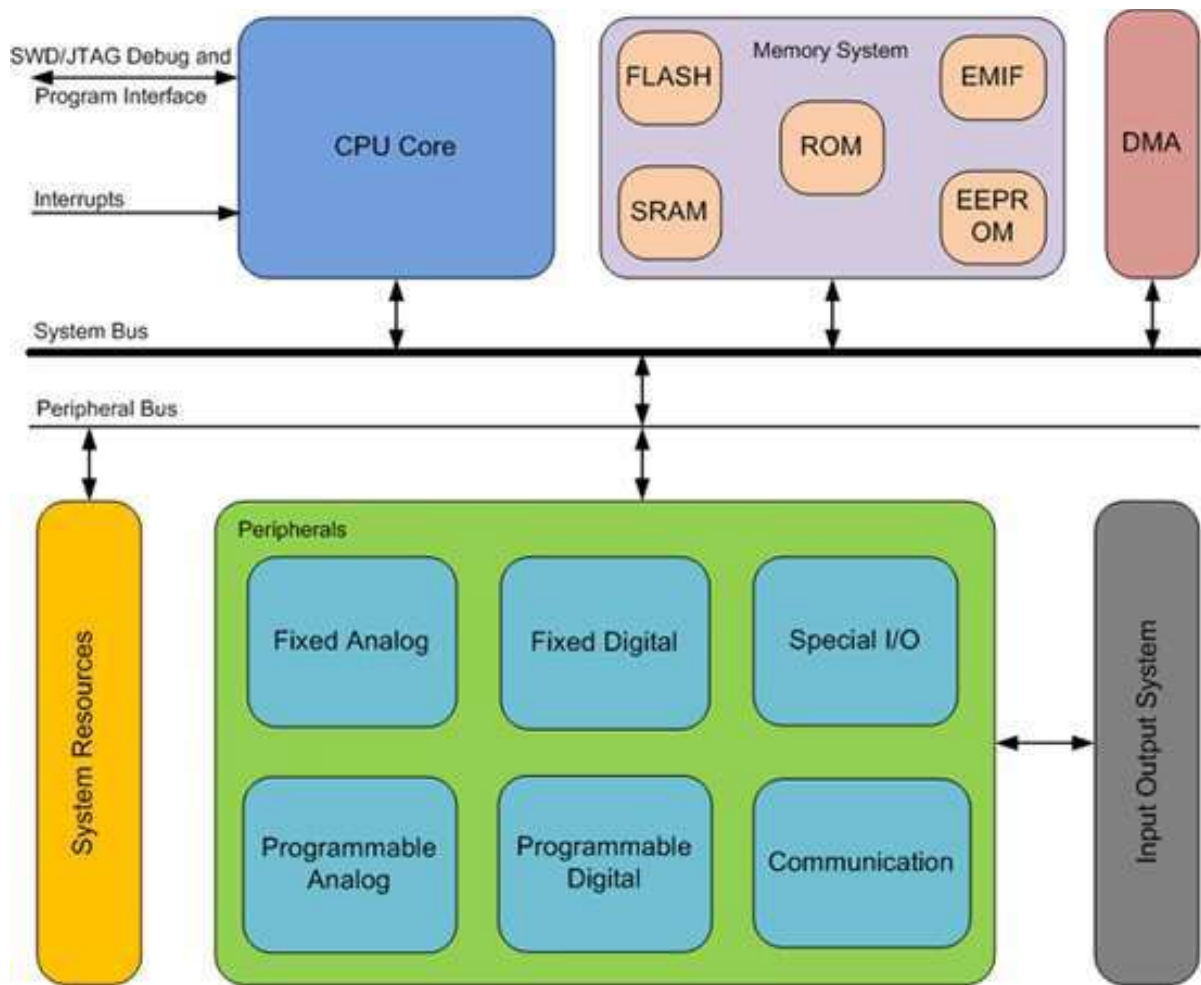 SWD/JTAG Debug and
Program Interface
Interrupts
CPU Core
Memory System
FLASH
EMIF
ROM
SRAM
EEPR
OM
DMA
System Bus
Peripheral Bus
System Resources
Peripherals
Fixed Analog
Fixed Digital
Special I/O
Programmable
Analog
Programmable
Digital
Communication
Input Output System